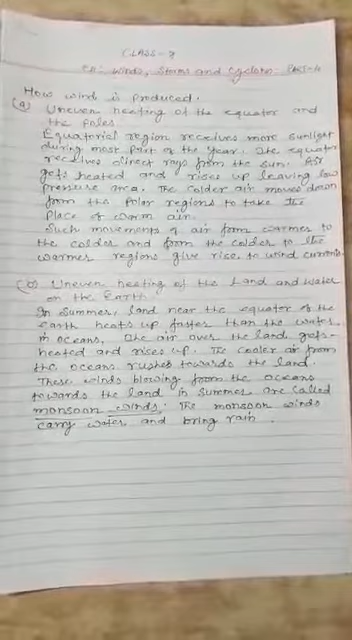 CLASS-7
Ch- Winds, Storms and Cyclone- Part-4
How wind is produced.
(a) Uneven heating of the equator and
the poles
Equatorial region receives more sunlight
during most part of the year. The equator
receives direct rays from the sun. Air
gets heated and rises up leaving low
pressure area. The colder air moves down
from the polar regions to take the
place of warm air.
Such movements of air from warmer to
the colder and from the colder to the
warmer regions give rise to wind currents.
(b) Uneven heating of the Land and water
on the Earth
In summer, land near the equator of the
earth heats up faster than the water
in oceans. The air over the land gets
heated and rises up. The cooler air from
the oceans rushes towards the land.
These winds blowing from the oceans
towards the land in summer are called
monsoon winds. The monsoon winds
carry water and bring rain.